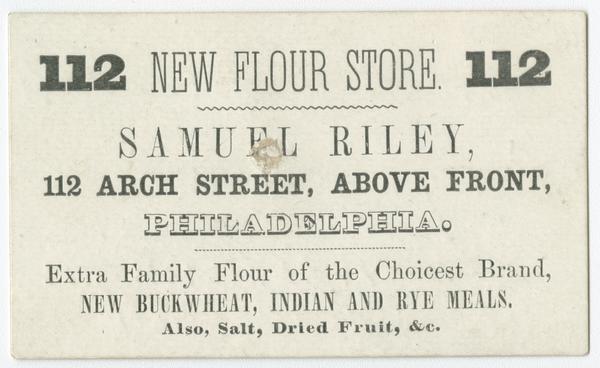 112 NEW FLOUR STORE. 112
SAMUEL RILEY,
112 ARCH STREET, ABOVE FRONT,
PHILADELPHIA.
Extra Family Flour of the Choicest Brand,
NEW BUCKWHEAT, INDIAN AND RYE MEALS.
Also, Salt, Dried Fruit, &c.